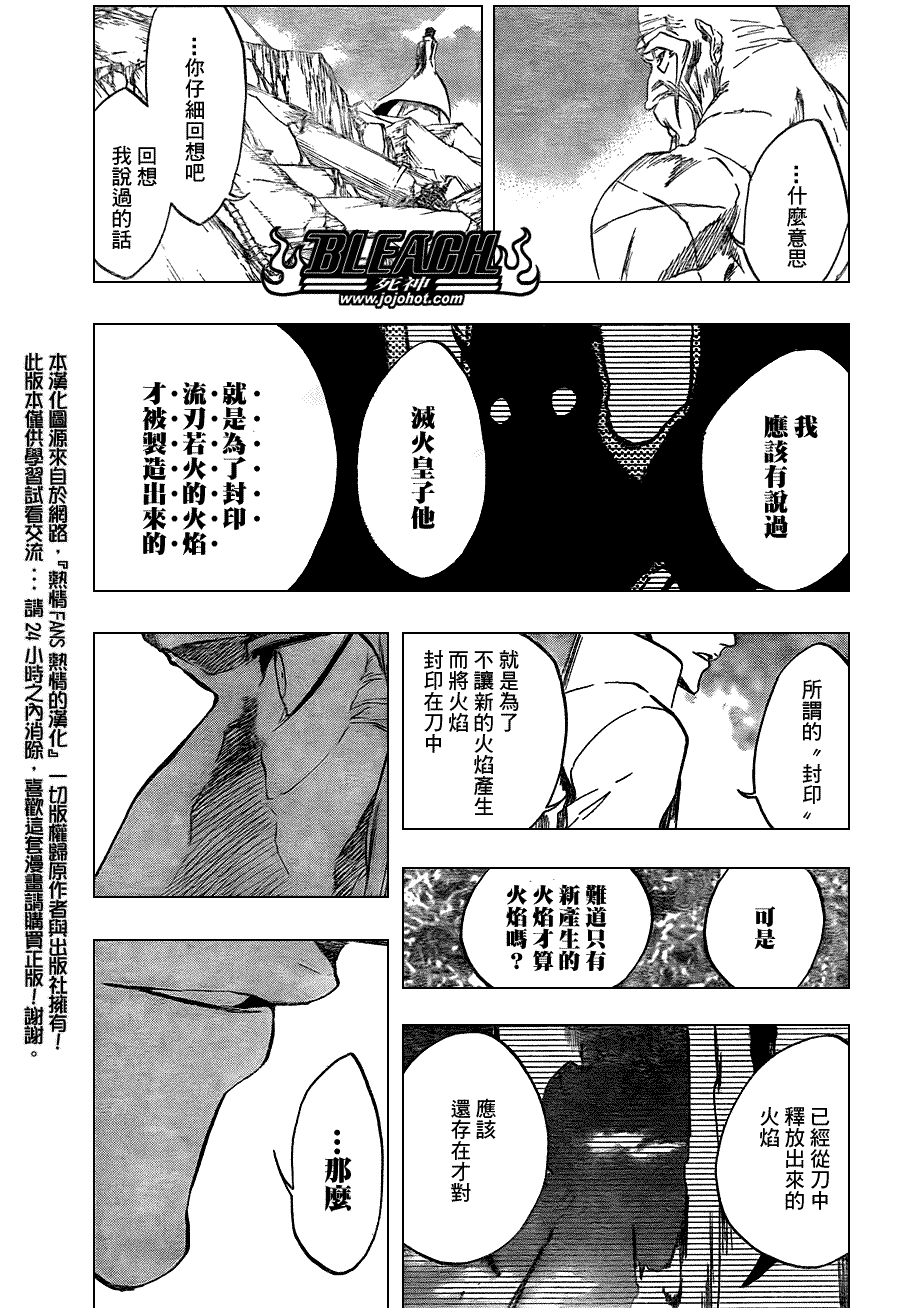 …什麼意思
…你仔細回想吧
回想
我說過的話
BLEACH
死神
www.jojohot.com
我
應該有說過
滅火皇子他
就是為了封印
流刃若火的火焰
才被製造出來的
所謂的〝封印〞
就是為了
不讓新的火焰產生
而將火焰
封印在刀中
可是
難道只有
新產生的
火焰才算
火焰嗎？
已經從刀中
釋放出來的
火焰
應該
還存在才對
…那麼
本漢化圖源來自於網路，『熱情FANS熱情的漢化』一切版權歸原作者與出版社擁有！
此版本僅供學習試看交流…請24小時之內消除，喜歡這套漫畫請購買正版！謝謝。